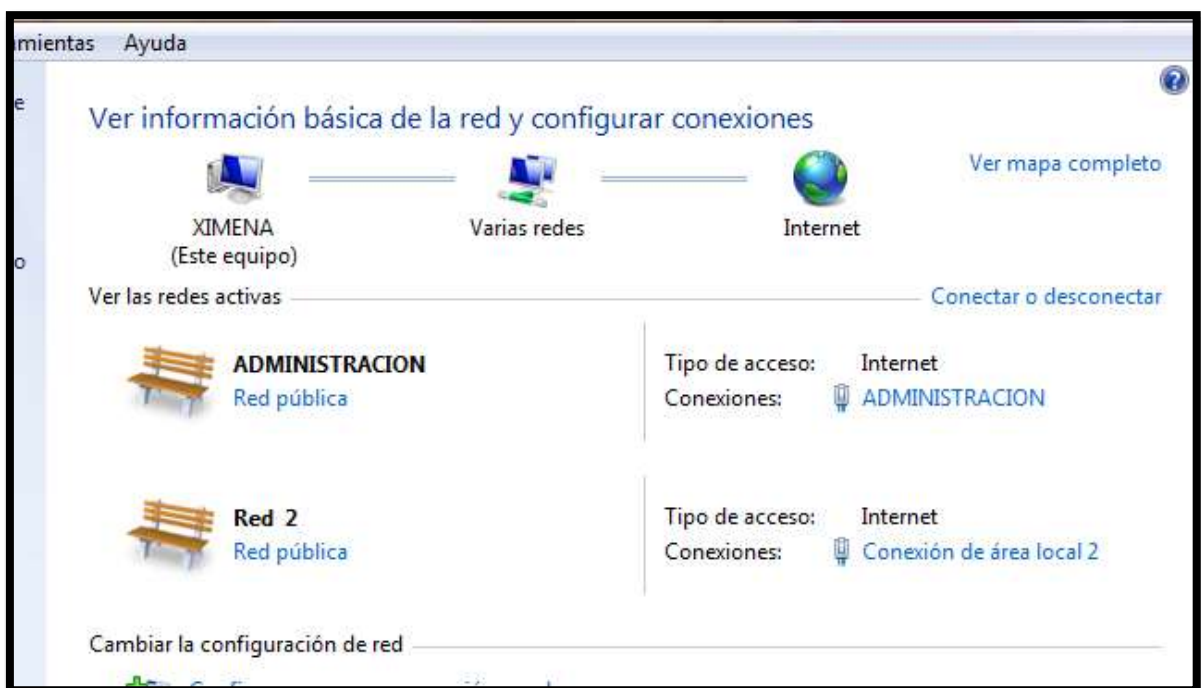 Ayuda
Ver información básica de la red y configurar conexiones
Ver mapa completo
XIMENA
(Este equipo)
Varias redes
Internet
Ver las redes activas
Conectar o desconectar
ADMINISTRACION
Red pública
Tipo de acceso: Internet
Conexiones: ADMINISTRACION
Red 2
Red pública
Tipo de acceso: Internet
Conexiones: Conexión de área local 2
Cambiar la configuración de red